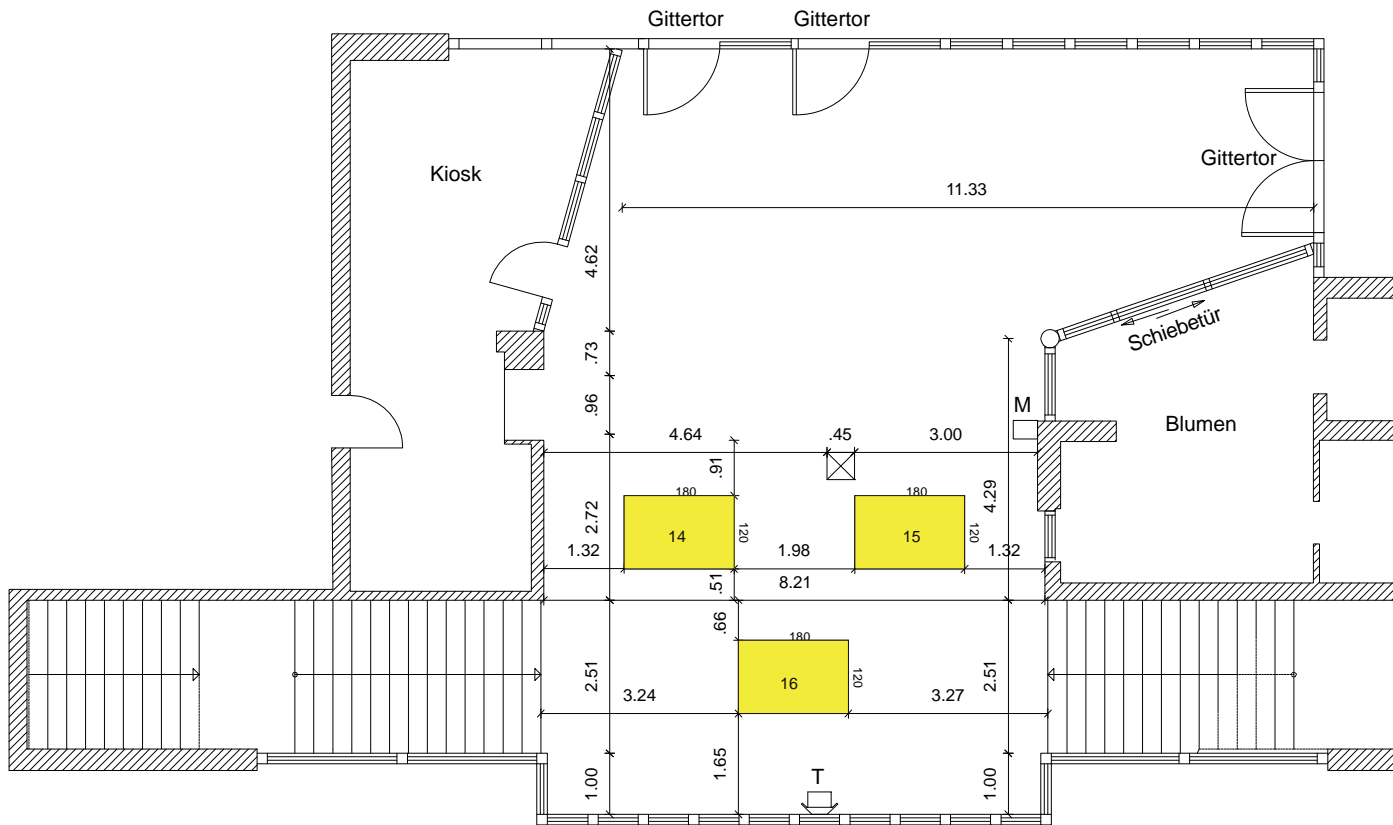 Gittertor Gittertor
Kiosk
Gittertor
11.33
4.62
Schiebetür
.73
.96
M
Blumen
4.64 .45 3.00
.91
4.29
180 180
2.72
14 120 15 120
1.32 1.98 1.32
.51 8.21
.66
180
2.51 16 120 2.51
3.24 3.27
1.65
1.00 T 1.00